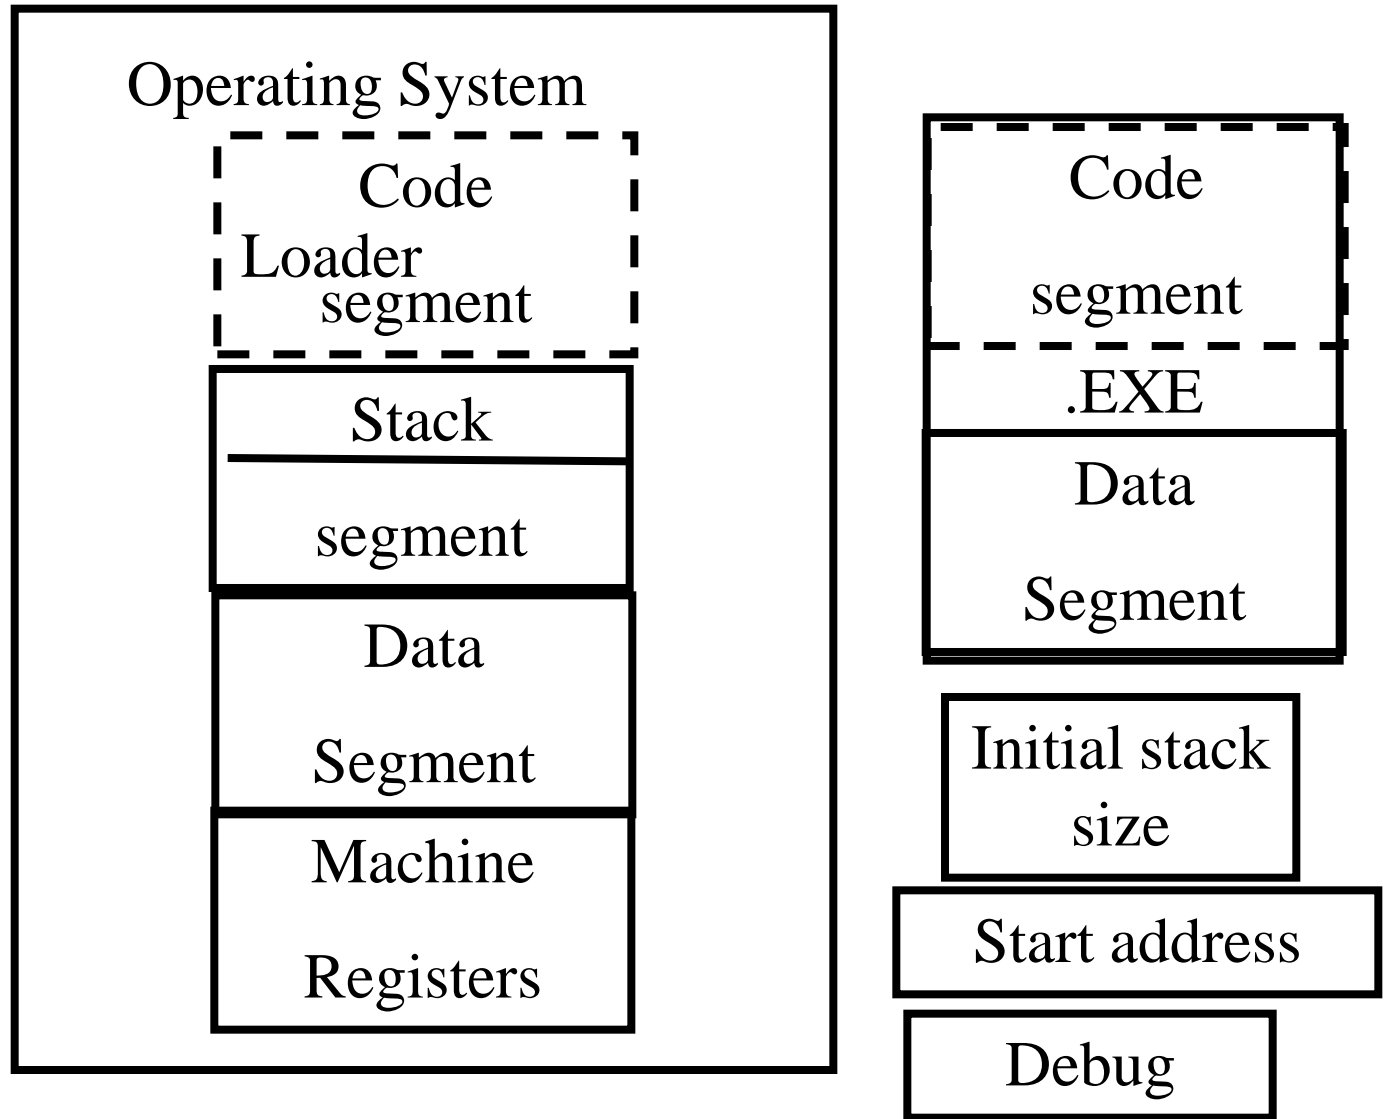 Operating System
Code
Loader
segment
Stack
segment
Data
Segment
Machine
Registers
Code
segment
.EXE
Data
Segment
Initial stack
size
Start address
Debug